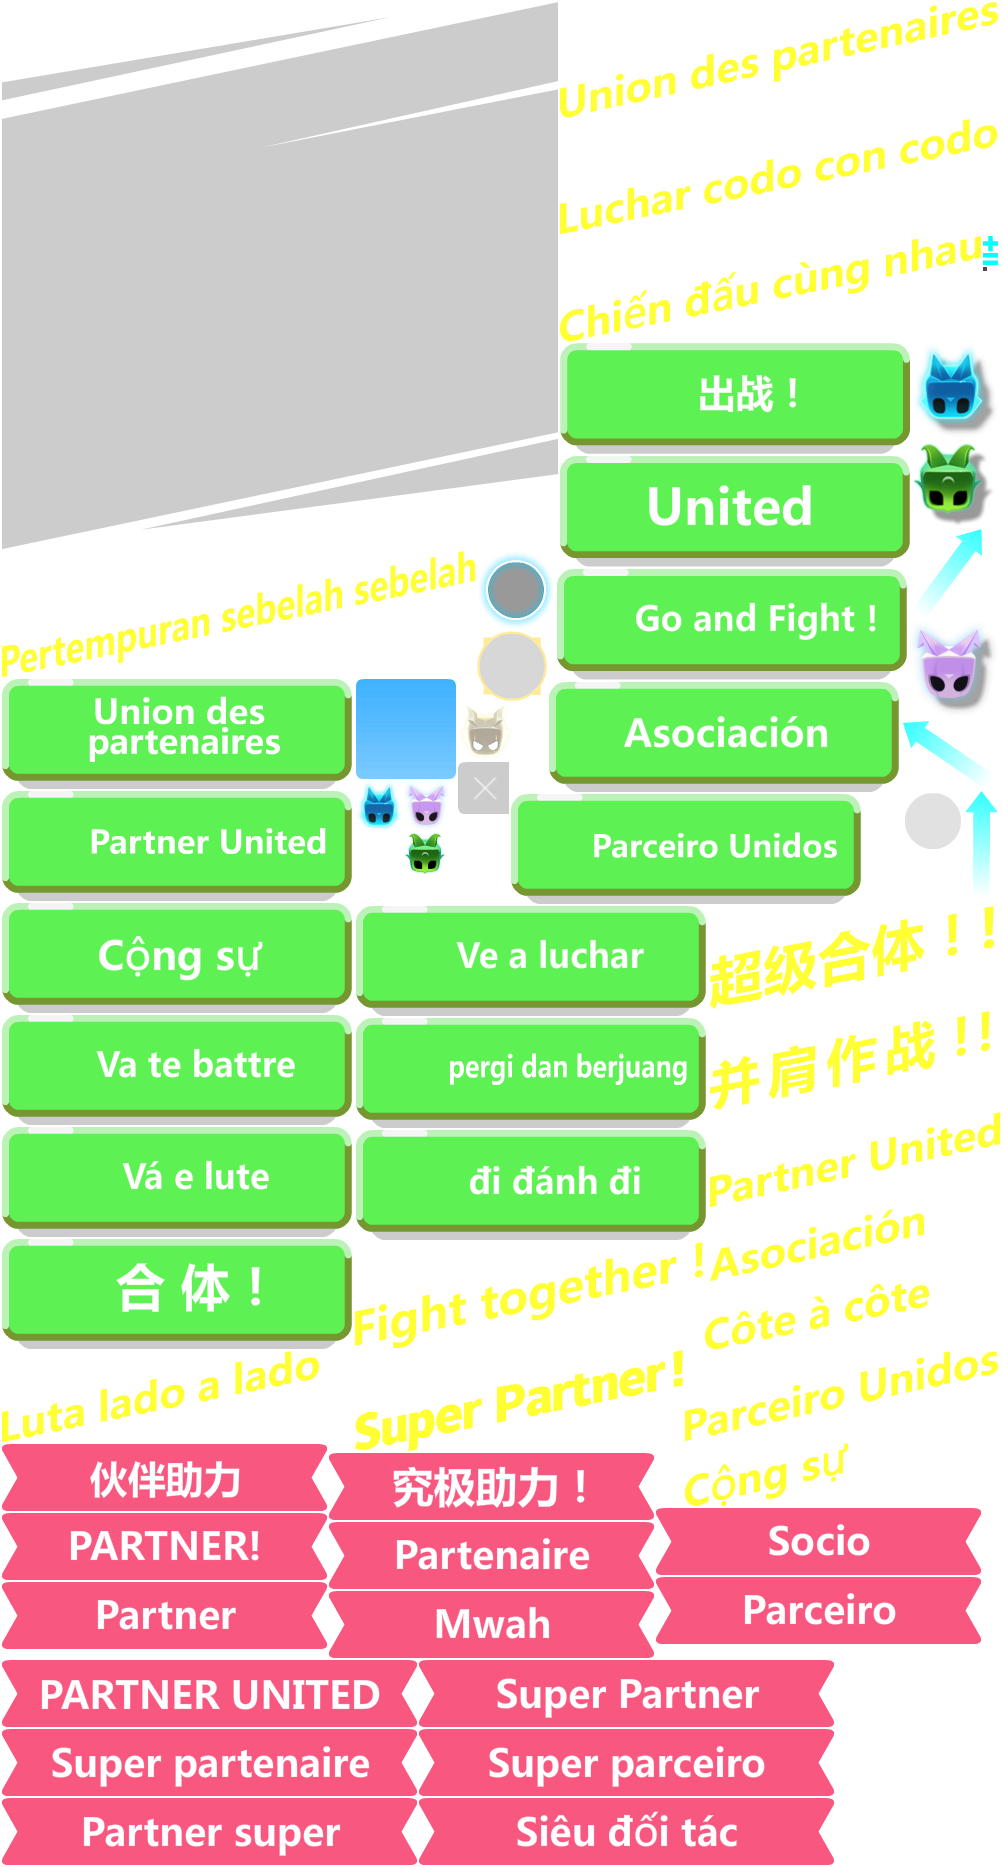 Union des partenaires
Luchar codo con codo
Chiến đấu cùng nhau
出战！
United
Pertempuran sebelah sebelah
Go and Fight !
Union des
partenaires
Asociación
Partner United
Parceiro Unidos
Cộng sự
Ve a luchar
超级合体！！
Va te battre
pergi dan berjuang
并肩作战！！
Vá e lute
đi đánh đi
Partner United
合 体！
Fight together !
Asociación
Côte à côte
Luta lado a lado
Super Partner!
Parceiro Unidos
Cộng sự
伙伴助力
究极助力！
PARTNER!
Partenaire
Socio
Partner
Mwah
Parceiro
PARTNER UNITED
Super Partner
Super partenaire
Super parceiro
Partner super
Siêu đối tác